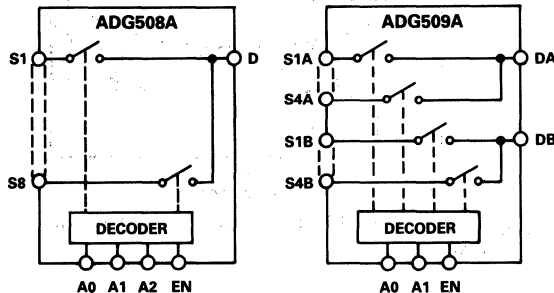 ADG508A
S1
D
S8
DECODER
A0 A1 A2 EN
ADG509A
S1A
DA
S4A
S1B
DB
S4B
DECODER
A0 A1 EN